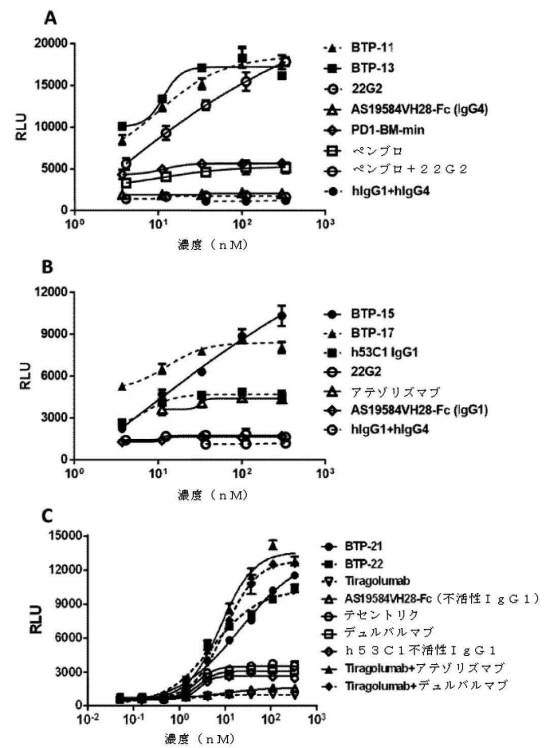 A
20000
15000
10000
5000
0
RLU
10⁰ 10¹ 10² 10³
濃度（ｎＭ）
BTP-11
BTP-13
22G2
AS19584VH28-Fc (IgG4)
PD1-BM-min
ペンブロ
ペンブロ＋２２Ｇ２
hIgG1+hIgG4
B
12000
9000
6000
3000
0
RLU
10⁰ 10¹ 10² 10³
濃度（ｎＭ）
BTP-15
BTP-17
h53C1 IgG1
22G2
アテゾリズマブ
AS19584VH28-Fc (IgG1)
hIgG1+hIgG4
C
15000
12000
9000
6000
3000
0
RLU
10⁻² 10⁻¹ 10⁰ 10¹ 10² 10³
濃度（ｎＭ）
BTP-21
BTP-22
Tiragolumab
AS19584VH28-Fc（不活性ＩｇＧ１）
テセントリク
デュルバルマブ
ｈ５３Ｃ１不活性ＩｇＧ１
Tiragolumab+アテゾリズマブ
Tiragolumab+デュルバルマブ